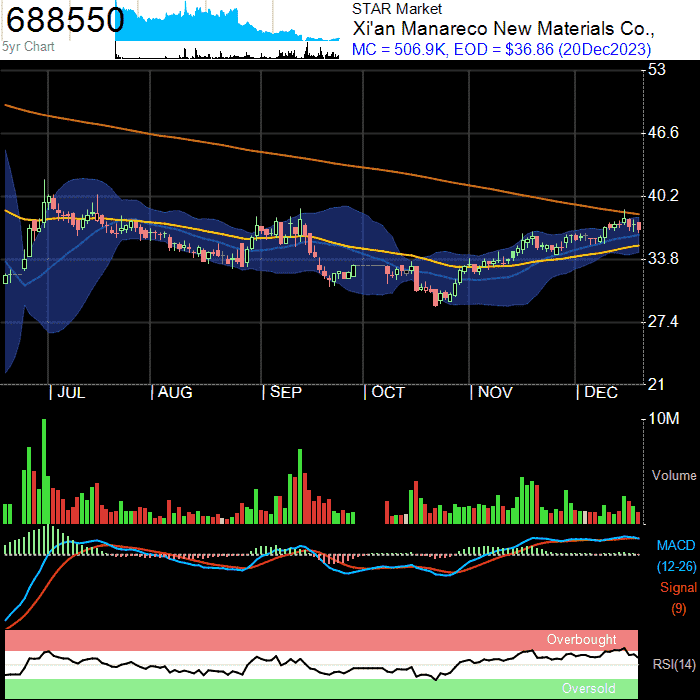 688550
5yr Chart
STAR Market
Xi'an Manareco New Materials Co.,
MC = 506.9K, EOD = $36.86 (20Dec2023)
53
46.6
40.2
33.8
27.4
21
JUL AUG SEP OCT NOV DEC
10M
Volume
MACD
(12-26)
Signal
(9)
Overbought
RSI(14)
Oversold